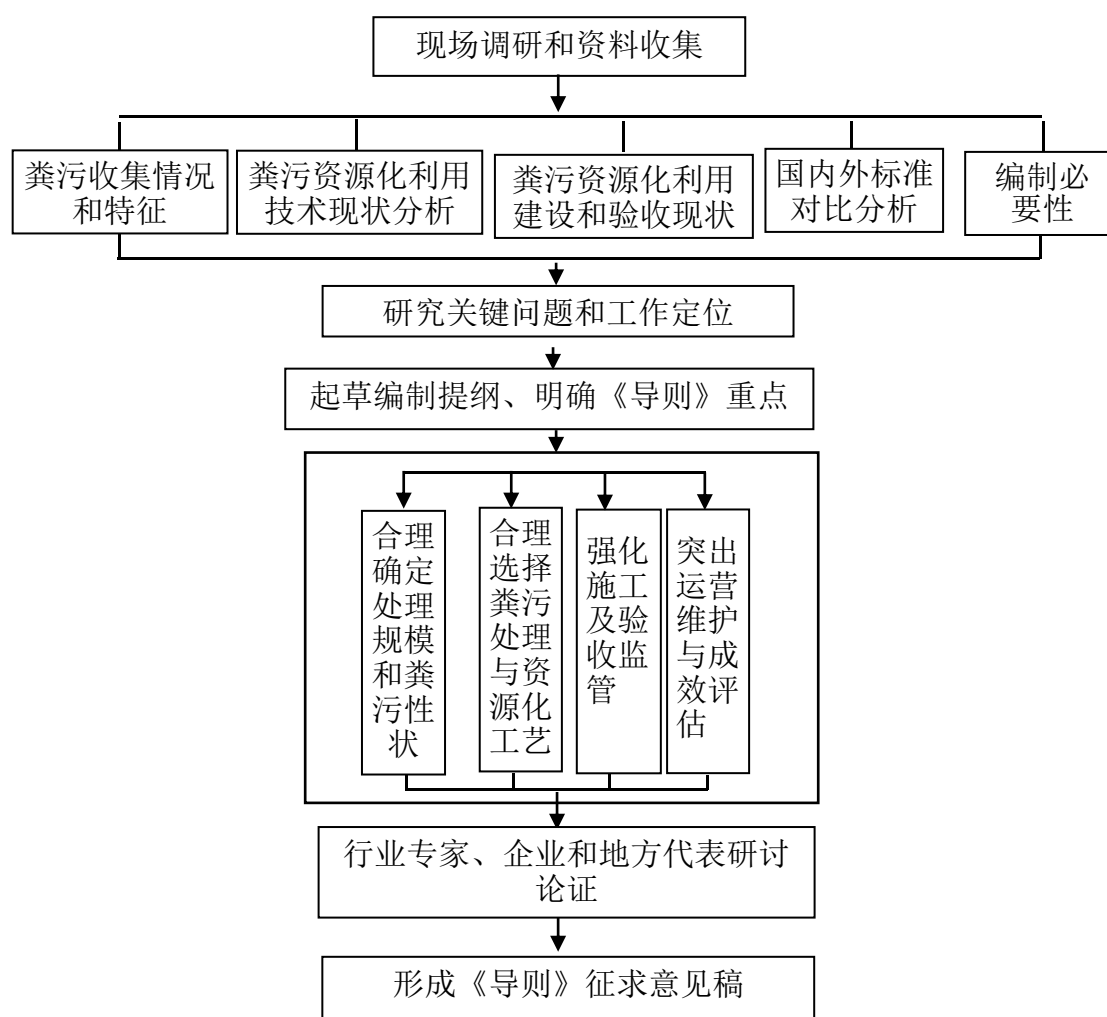 现场调研和资料收集
粪污收集情况
和特征
粪污资源化利用
技术现状分析
粪污资源化利用
建设和验收现状
国内外标准
对比分析
编制必
要性
研究关键问题和工作定位
起草编制提纲、明确《导则》重点
合理
确定
处理
规模
和粪
污性
状
合理
选择
粪污
处理
与资
源化
工艺
强化
施工
及验
收监
管
突出
运营
维护
与成
效评
估
行业专家、企业和地方代表研讨
论证
形成《导则》征求意见稿